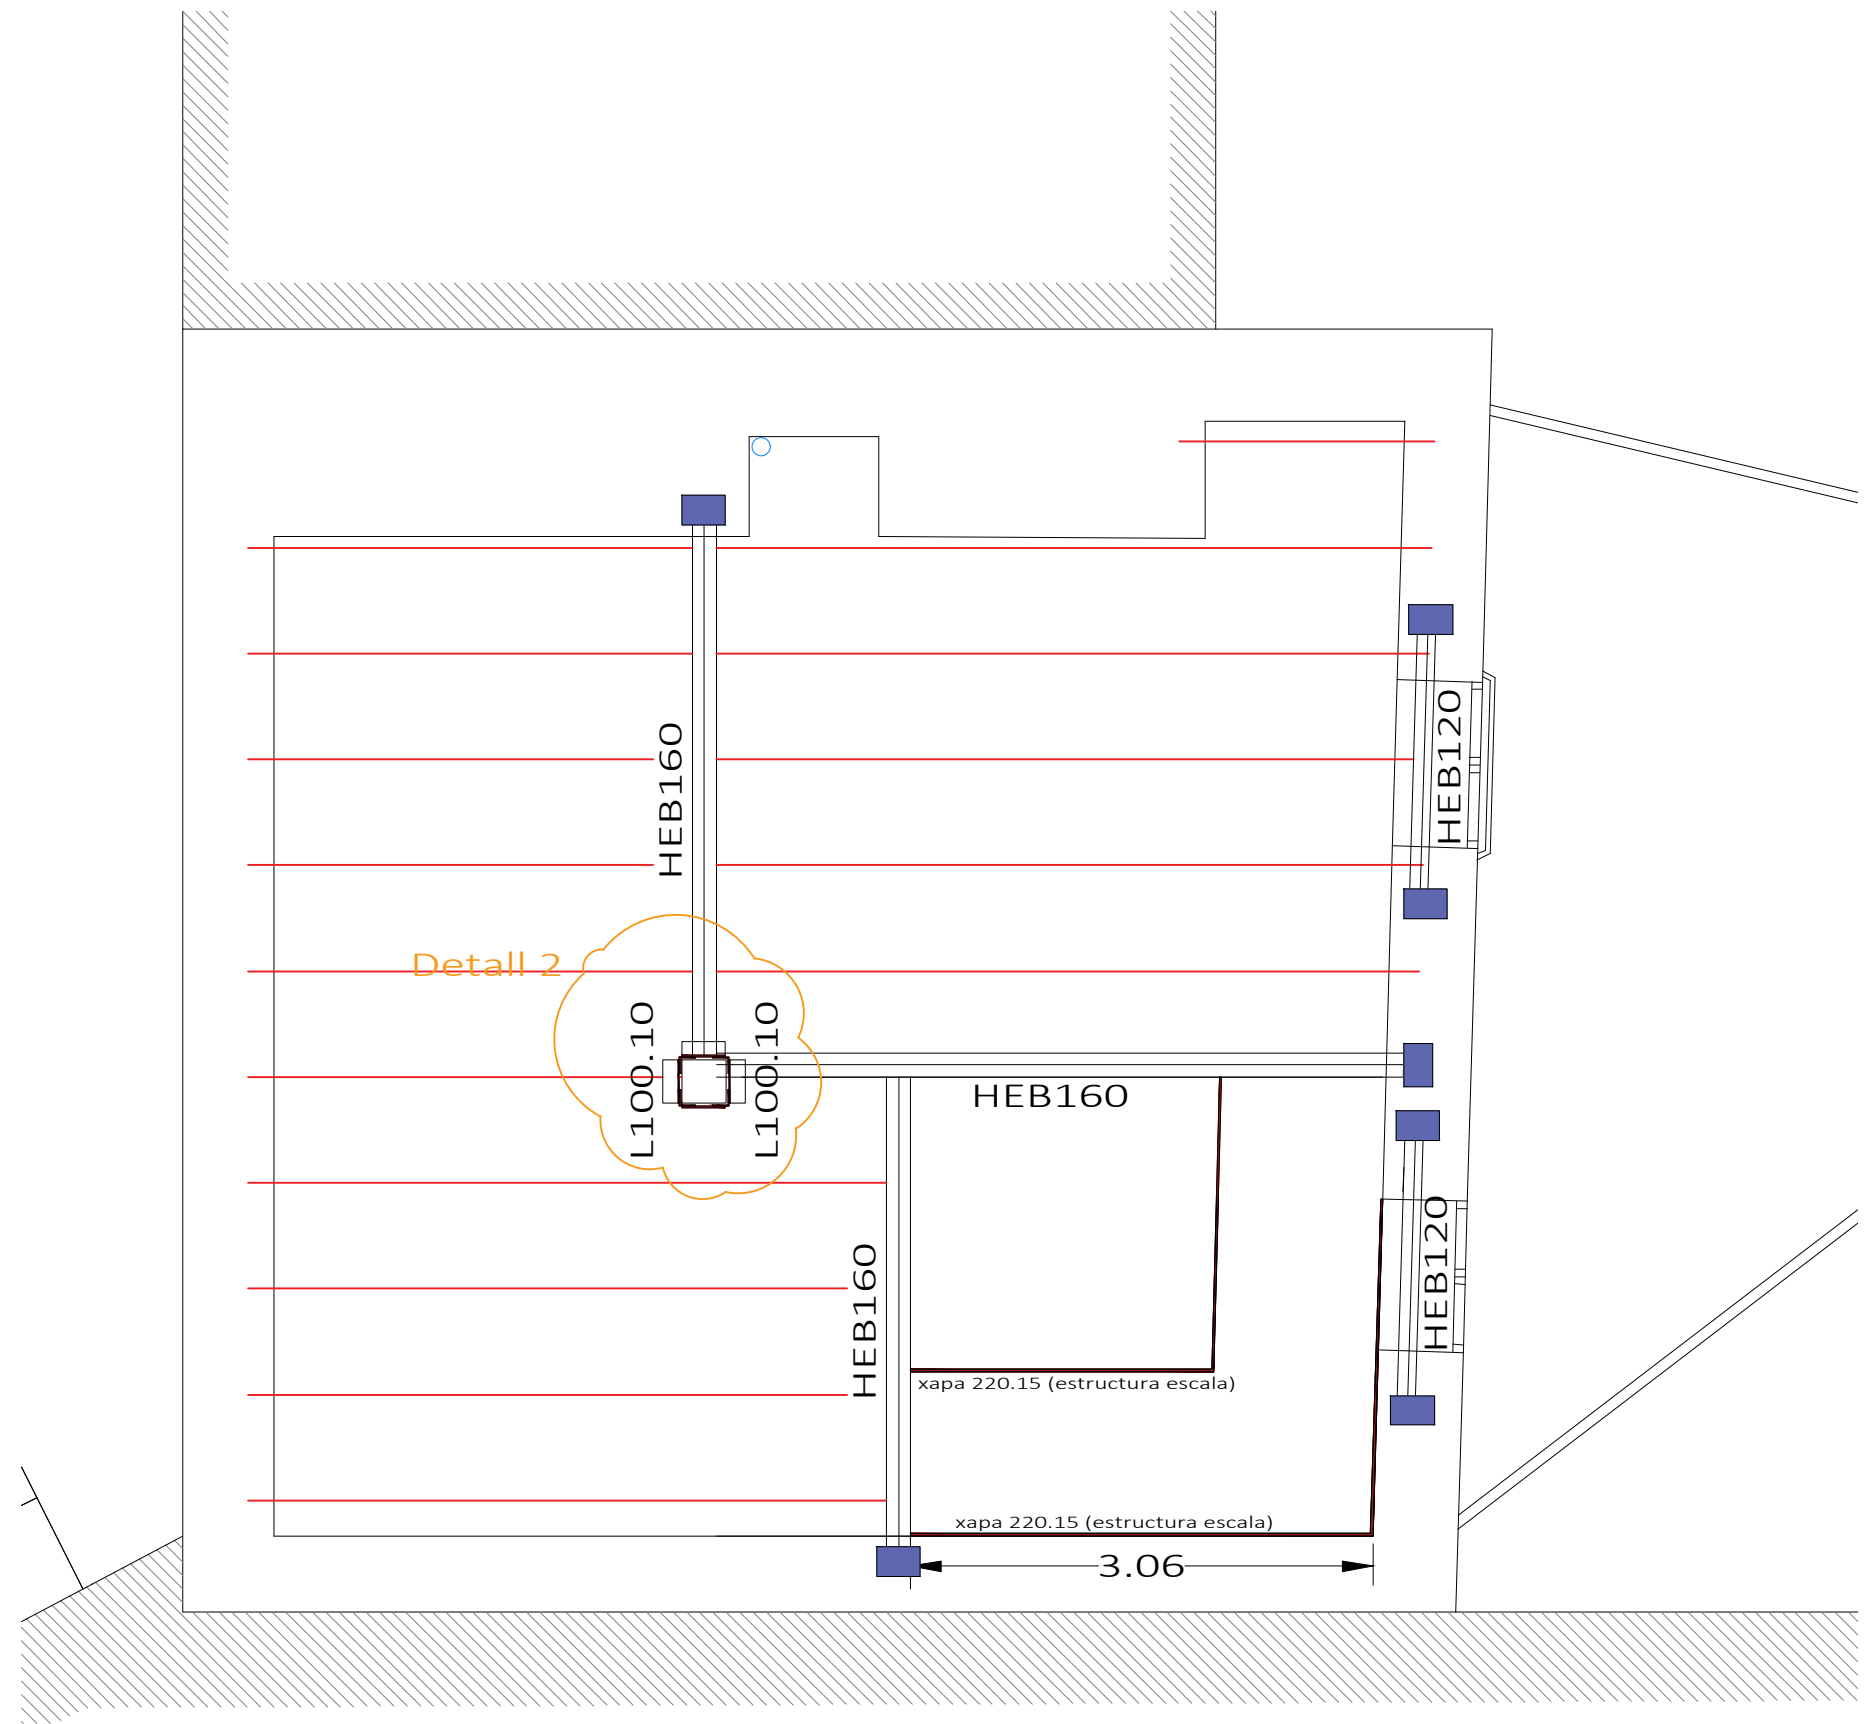 HEB160
HEB120
Detall 2
L100.10
L100.10
HEB160
HEB160
HEB120
xapa 220.15 (estructura escala)
xapa 220.15 (estructura escala)
3.06